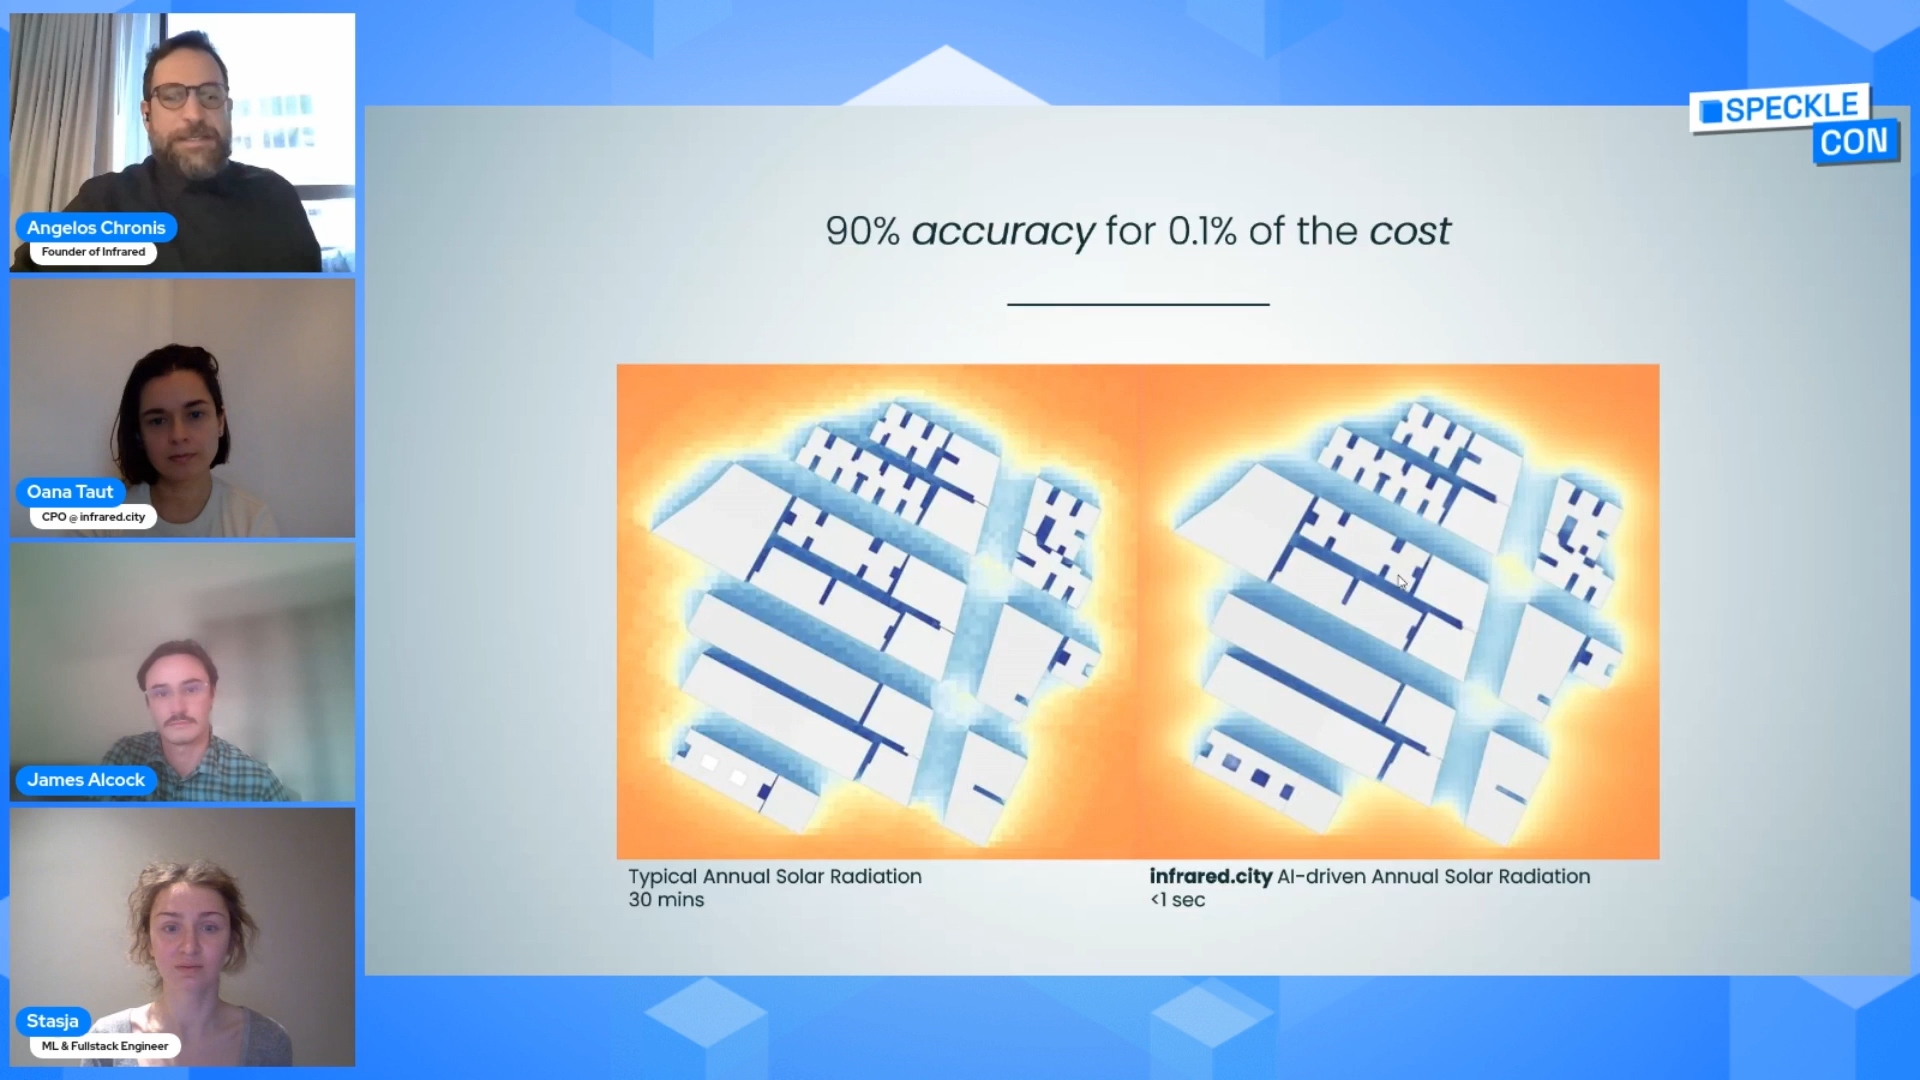 Angelos Chronis
Founder of Infrared
Oana Taut
CPO @ infrared.city
James Alcock
Stasja
ML & Fullstack Engineer
SPECKLE
CON
90% accuracy for 0.1% of the cost
Typical Annual Solar Radiation
30 mins
infrared.city AI-driven Annual Solar Radiation
<1 sec